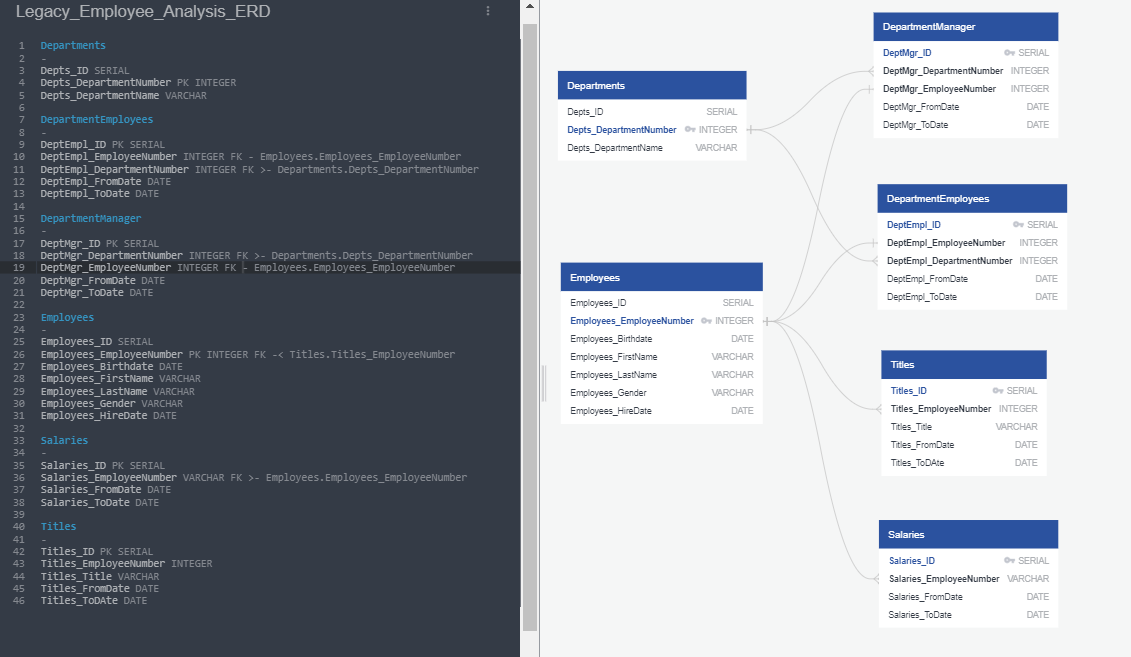 Legacy_Employee_Analysis_ERD
1 Departments
2 -
3 Depts_ID SERIAL
4 Depts_DepartmentNumber PK INTEGER
5 Depts_DepartmentName VARCHAR
6
7 DepartmentEmployees
8 -
9 DeptEmpl_ID PK SERIAL
10 DeptEmpl_EmployeeNumber INTEGER FK - Employees.Employees_EmployeeNumber
11 DeptEmpl_DepartmentNumber INTEGER FK >- Departments.Depts_DepartmentNumber
12 DeptEmpl_FromDate DATE
13 DeptEmpl_ToDate DATE
14
15 DepartmentManager
16 -
17 DeptMgr_ID PK SERIAL
18 DeptMgr_DepartmentNumber INTEGER FK >- Departments.Depts_DepartmentNumber
19 DeptMgr_EmployeeNumber INTEGER FK - Employees.Employees_EmployeeNumber
20 DeptMgr_FromDate DATE
21 DeptMgr_ToDate DATE
22
23 Employees
24 -
25 Employees_ID SERIAL
26 Employees_EmployeeNumber PK INTEGER FK -< Titles.Titles_EmployeeNumber
27 Employees_Birthdate DATE
28 Employees_FirstName VARCHAR
29 Employees_LastName VARCHAR
30 Employees_Gender VARCHAR
31 Employees_HireDate DATE
32
33 Salaries
34 -
35 Salaries_ID PK SERIAL
36 Salaries_EmployeeNumber VARCHAR FK >- Employees.Employees_EmployeeNumber
37 Salaries_FromDate DATE
38 Salaries_ToDate DATE
39
40 Titles
41 -
42 Titles_ID PK SERIAL
43 Titles_EmployeeNumber INTEGER
44 Titles_Title VARCHAR
45 Titles_FromDate DATE
46 Titles_ToDAte DATE
Departments
Depts_ID SERIAL
Depts_DepartmentNumber INTEGER
Depts_DepartmentName VARCHAR
Employees
Employees_ID SERIAL
Employees_EmployeeNumber INTEGER
Employees_Birthdate DATE
Employees_FirstName VARCHAR
Employees_LastName VARCHAR
Employees_Gender VARCHAR
Employees_HireDate DATE
DepartmentManager
DeptMgr_ID SERIAL
DeptMgr_DepartmentNumber INTEGER
DeptMgr_EmployeeNumber INTEGER
DeptMgr_FromDate DATE
DeptMgr_ToDate DATE
DepartmentEmployees
DeptEmpl_ID SERIAL
DeptEmpl_EmployeeNumber INTEGER
DeptEmpl_DepartmentNumber INTEGER
DeptEmpl_FromDate DATE
DeptEmpl_ToDate DATE
Titles
Titles_ID SERIAL
Titles_EmployeeNumber INTEGER
Titles_Title VARCHAR
Titles_FromDate DATE
Titles_ToDAte DATE
Salaries
Salaries_ID SERIAL
Salaries_EmployeeNumber VARCHAR
Salaries_FromDate DATE
Salaries_ToDate DATE